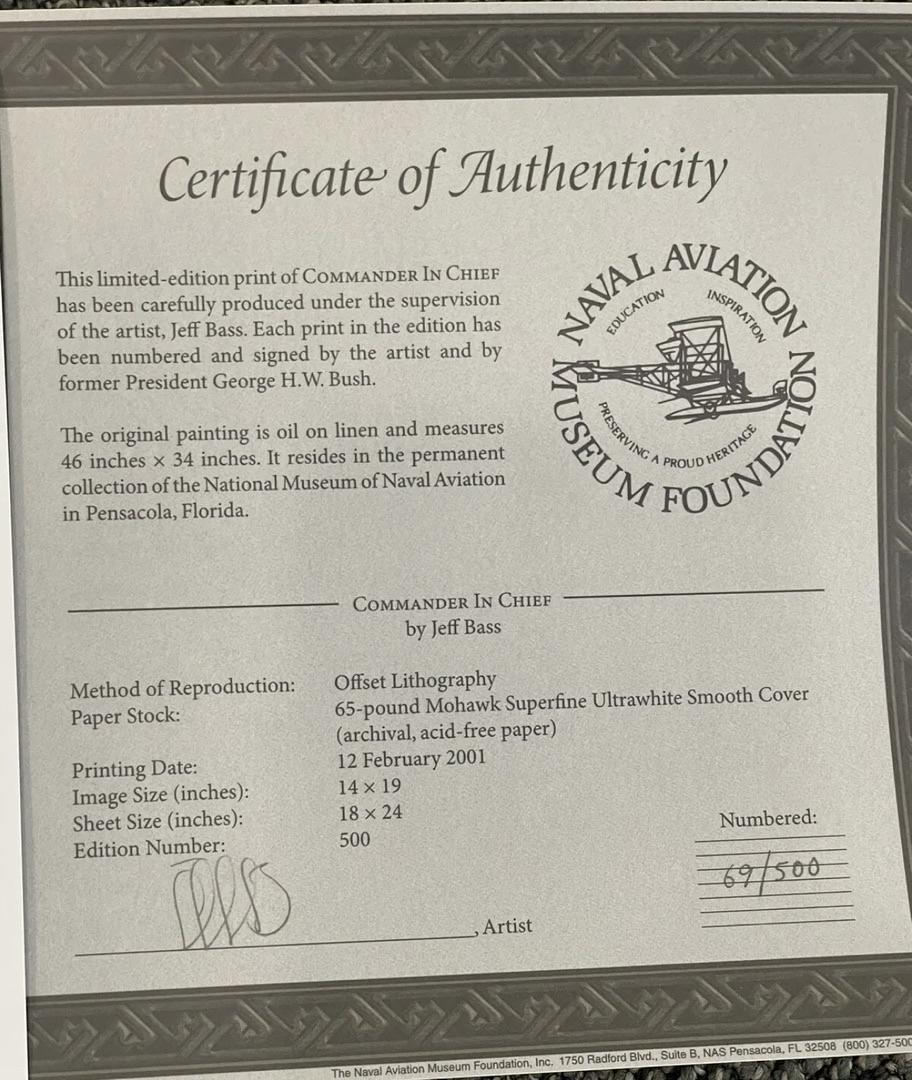 Certificate of Authenticity
This limited-edition print of COMMANDER IN CHIEF
has been carefully produced under the supervision
of the artist, Jeff Bass. Each print in the edition has
been numbered and signed by the artist and by
former President George H.W. Bush.
The original painting is oil on linen and measures
46 inches × 34 inches. It resides in the permanent
collection of the National Museum of Naval Aviation
in Pensacola, Florida.
NAVAL AVIATION
MUSEUM FOUNDATION
EDUCATION
INSPIRATION
PRESERVING A PROUD HERITAGE
COMMANDER IN CHIEF
by Jeff Bass
Method of Reproduction: Offset Lithography
Paper Stock: 65-pound Mohawk Superfine Ultrawhite Smooth Cover
(archival, acid-free paper)
Printing Date: 12 February 2001
Image Size (inches): 14 × 19
Sheet Size (inches): 18 × 24
Edition Number: 500
Numbered:
69/500
, Artist
The Naval Aviation Museum Foundation, Inc. 1750 Radford Blvd., Suite B, NAS Pensacola, FL 32508 (800) 327-500